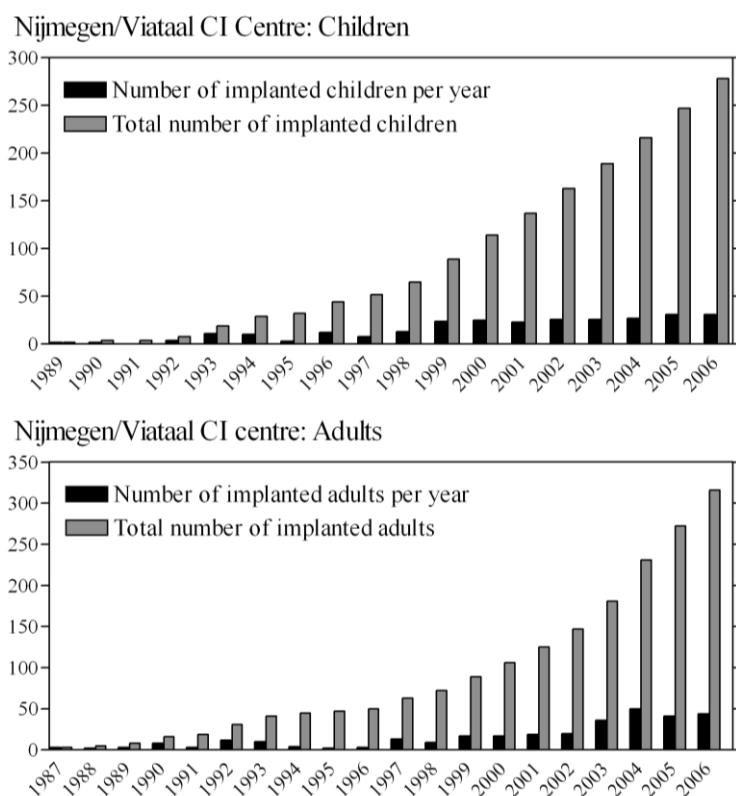 Nijmegen/Viataal CI Centre: Children
300
Number of implanted children per year
250
Total number of implanted children
200
150
100
50
0
1989 1990 1991 1992 1993 1994 1995 1996 1997 1998 1999 2000 2001 2002 2003 2004 2005 2006
Nijmegen/Viataal CI centre: Adults
350
Number of implanted adults per year
300
Total number of implanted adults
250
200
150
100
50
0
1987 1988 1989 1990 1991 1992 1993 1994 1995 1996 1997 1998 1999 2000 2001 2002 2003 2004 2005 2006